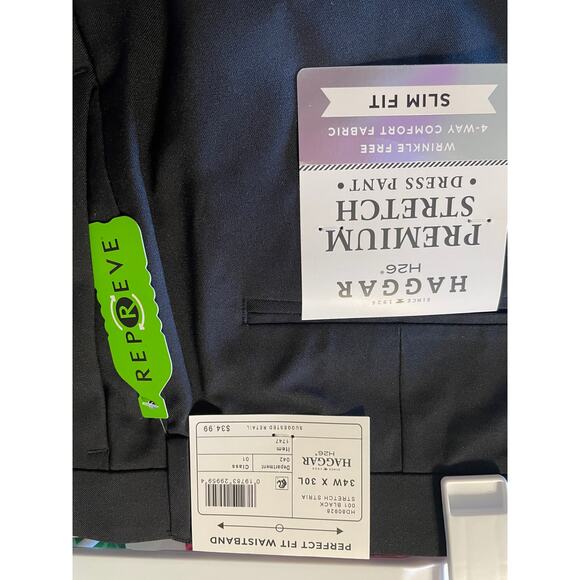 HAGGAR
SINCE 1926
H26®
PREMIUM
STRETCH
• DRESS PANT •
WRINKLE FREE
4-WAY COMFORT FABRIC
SLIM FIT
REPREVE®
PERFECT FIT WAISTBAND
HD80928
001 BLACK
STRETCH STRIA
34W X 30L
HAGGAR
H26®
0 19783 29959 4
Class
01
Department
042
Item
1747
SUGGESTED RETAIL
$34.99